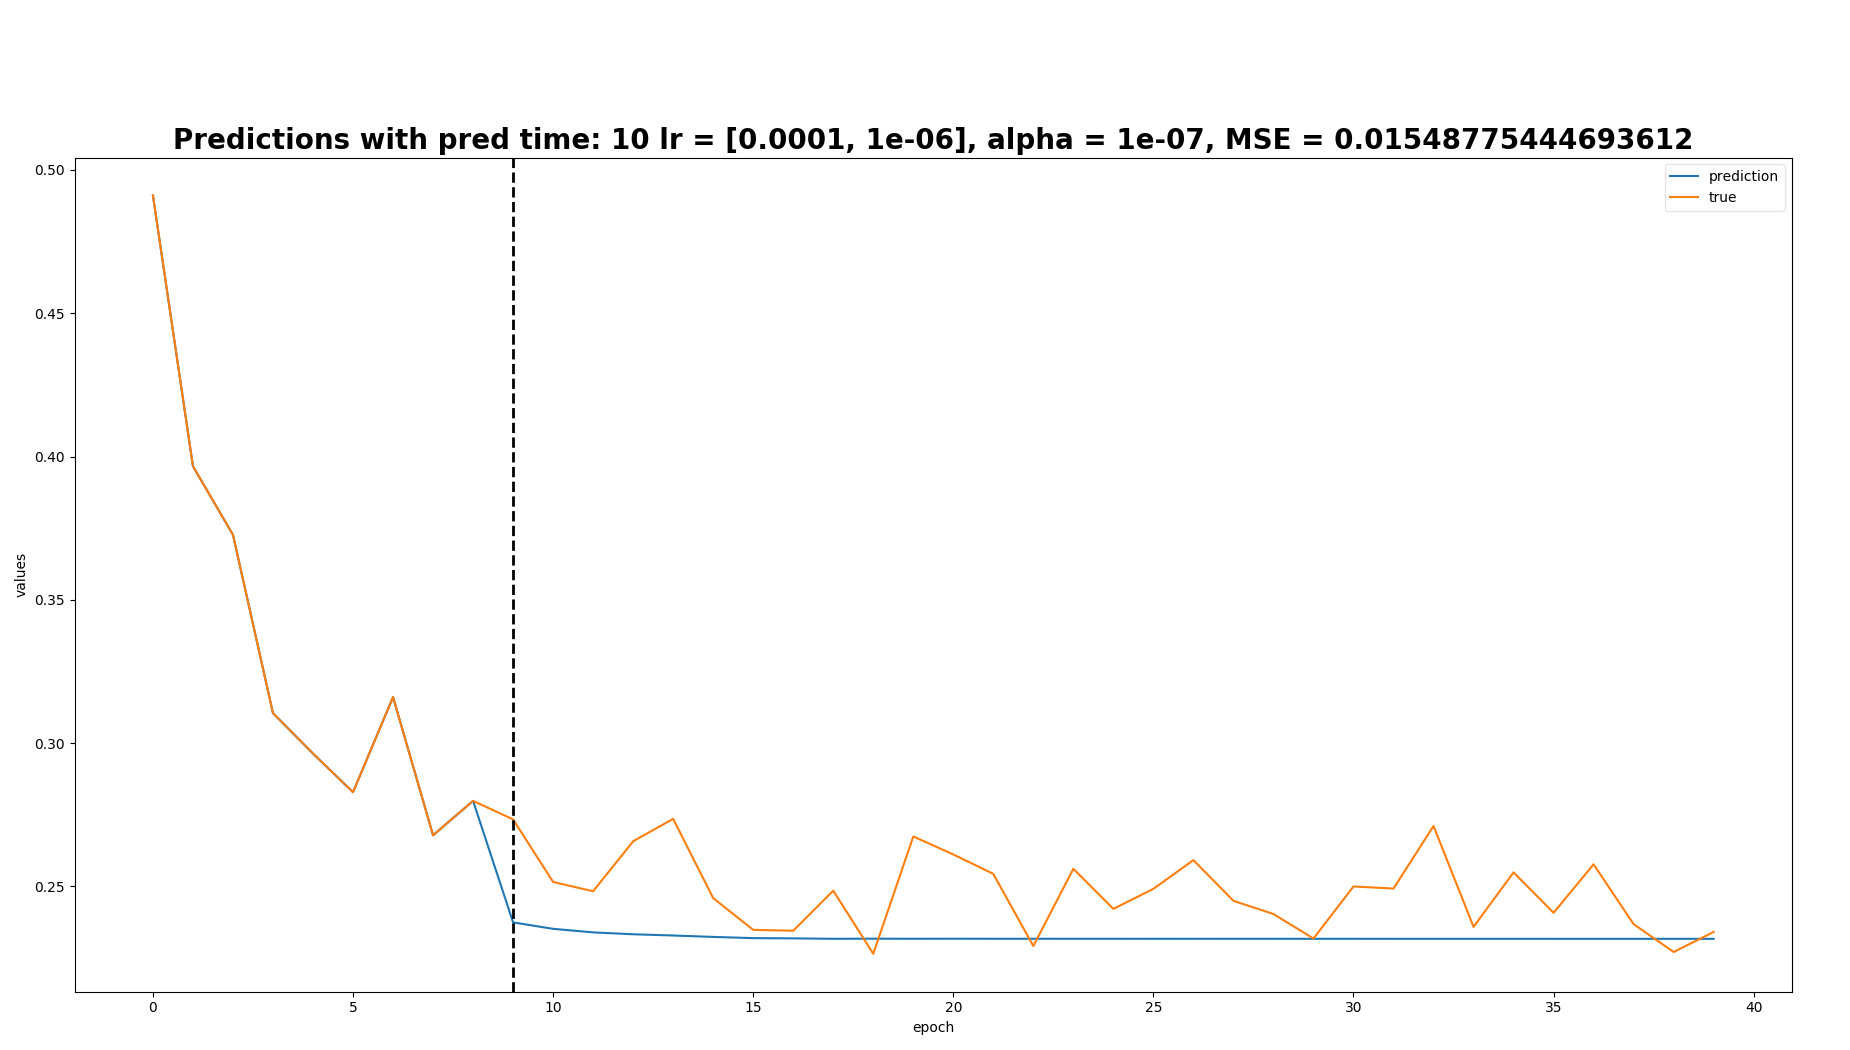 Predictions with pred time: 10 lr = [0.0001, 1e-06], alpha = 1e-07, MSE = 0.01548775444693612
prediction
true
0.50
0.45
0.40
0.35
0.30
0.25
values
0 5 10 15 20 25 30 35 40
epoch